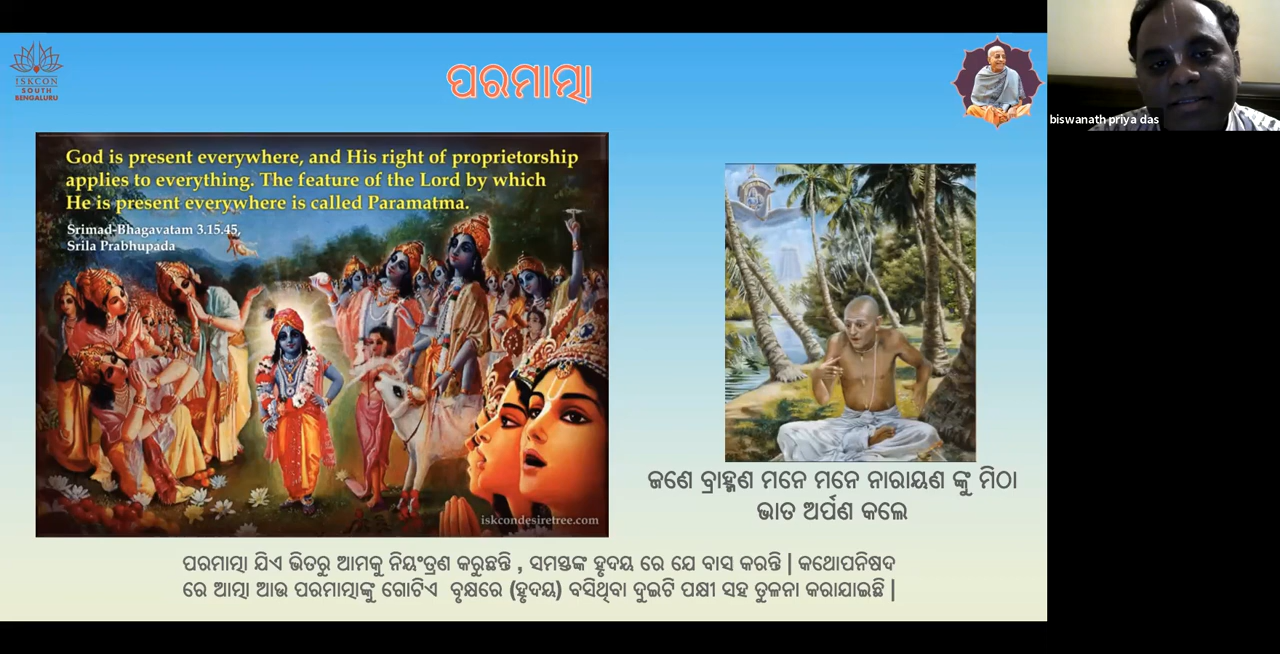 ISKCON
SOUTH
BENGALURU
ପରମାତ୍ମା
God is present everywhere, and His right of proprietorship
applies to everything. The feature of the Lord by which
He is present everywhere is called Paramatma.
Srimad-Bhagavatam 3.15.45,
Srila Prabhupada
iskcondesiretree.com
ଜଣେ ବ୍ରାହ୍ମଣ ମନେ ମନେ ନାରାୟଣ ଙ୍କୁ ମିଠା
ଭାତ ଅର୍ପଣ କଲେ
ପରମାତ୍ମା ଯିଏ ଭିତରୁ ଆମକୁ ନିୟଂତ୍ରଣ କରୁଛନ୍ତି , ସମସ୍ତଙ୍କ ହୃଦୟ ରେ ଯେ ବାସ କରନ୍ତି | କଥୋପନିଷଦ
ରେ ଆତ୍ମା ଆଉ ପରମାତ୍ମାଙ୍କୁ ଗୋଟିଏ ବୃକ୍ଷରେ (ହୃଦୟ) ବସିଥିବା ଦୁଇଟି ପକ୍ଷୀ ସହ ତୁଳନା କରାଯାଇଛି |
biswanath priya das